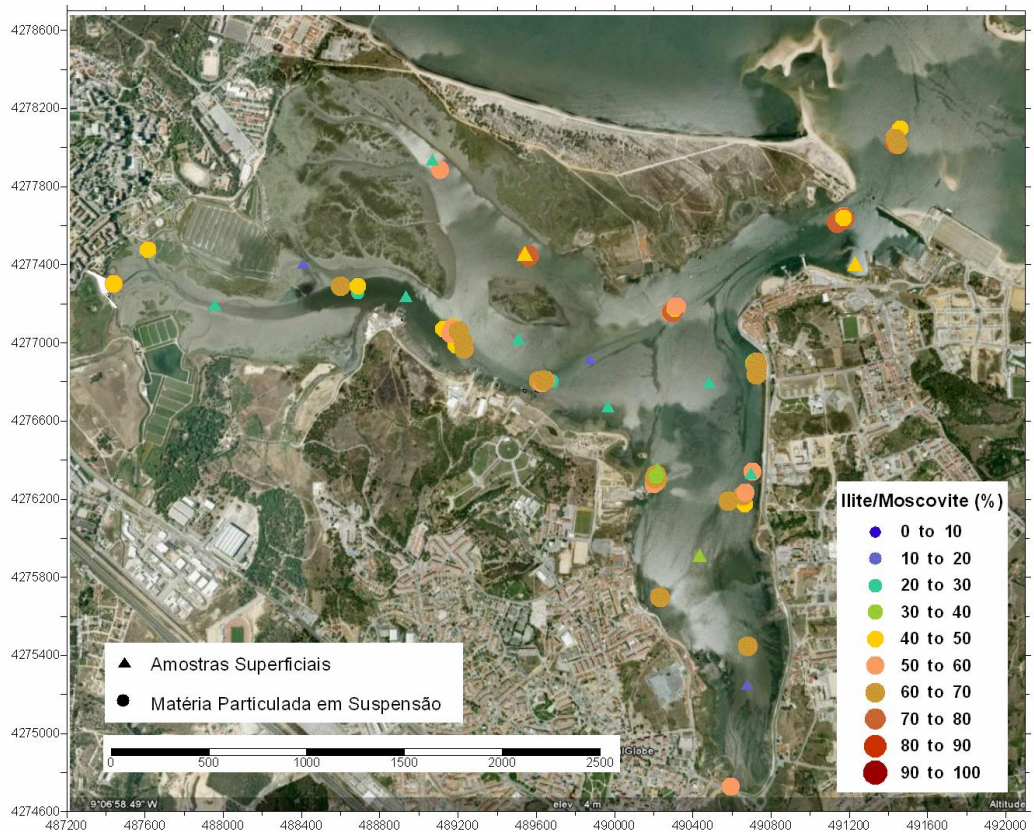 4278600
4278200
4277800
4277400
4277000
4276600
4276200
4275800
4275400
4275000
4274600
Ilite/Moscovite (%)
0 to 10
10 to 20
20 to 30
30 to 40
40 to 50
50 to 60
60 to 70
70 to 80
80 to 90
90 to 100
Amostras Superficiais
Matéria Partículada em Suspensão
0 500 1000 1500 2000 2500
alGlobe
9°06'58.49" W elev 4 m Altitude
487200 487600 488000 488400 488800 489200 489600 490000 490400 490800 491200 491600 492000